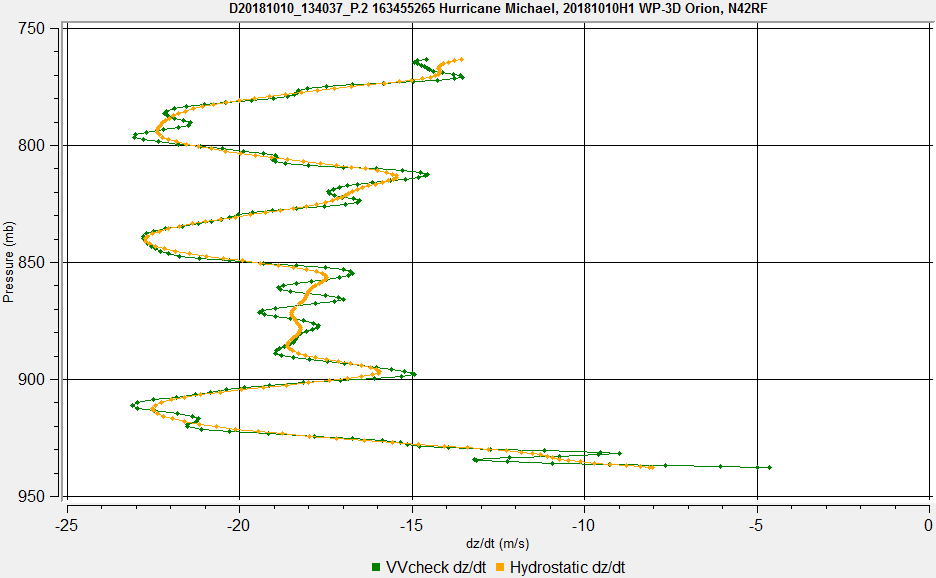 D20181010_134037_P.2 163455265 Hurricane Michael, 20181010H1 WP-3D Orion, N42RF
750
800
850
900
950
Pressure (mb)
-25 -20 -15 -10 -5 0
dz/dt (m/s)
VVcheck dz/dt Hydrostatic dz/dt